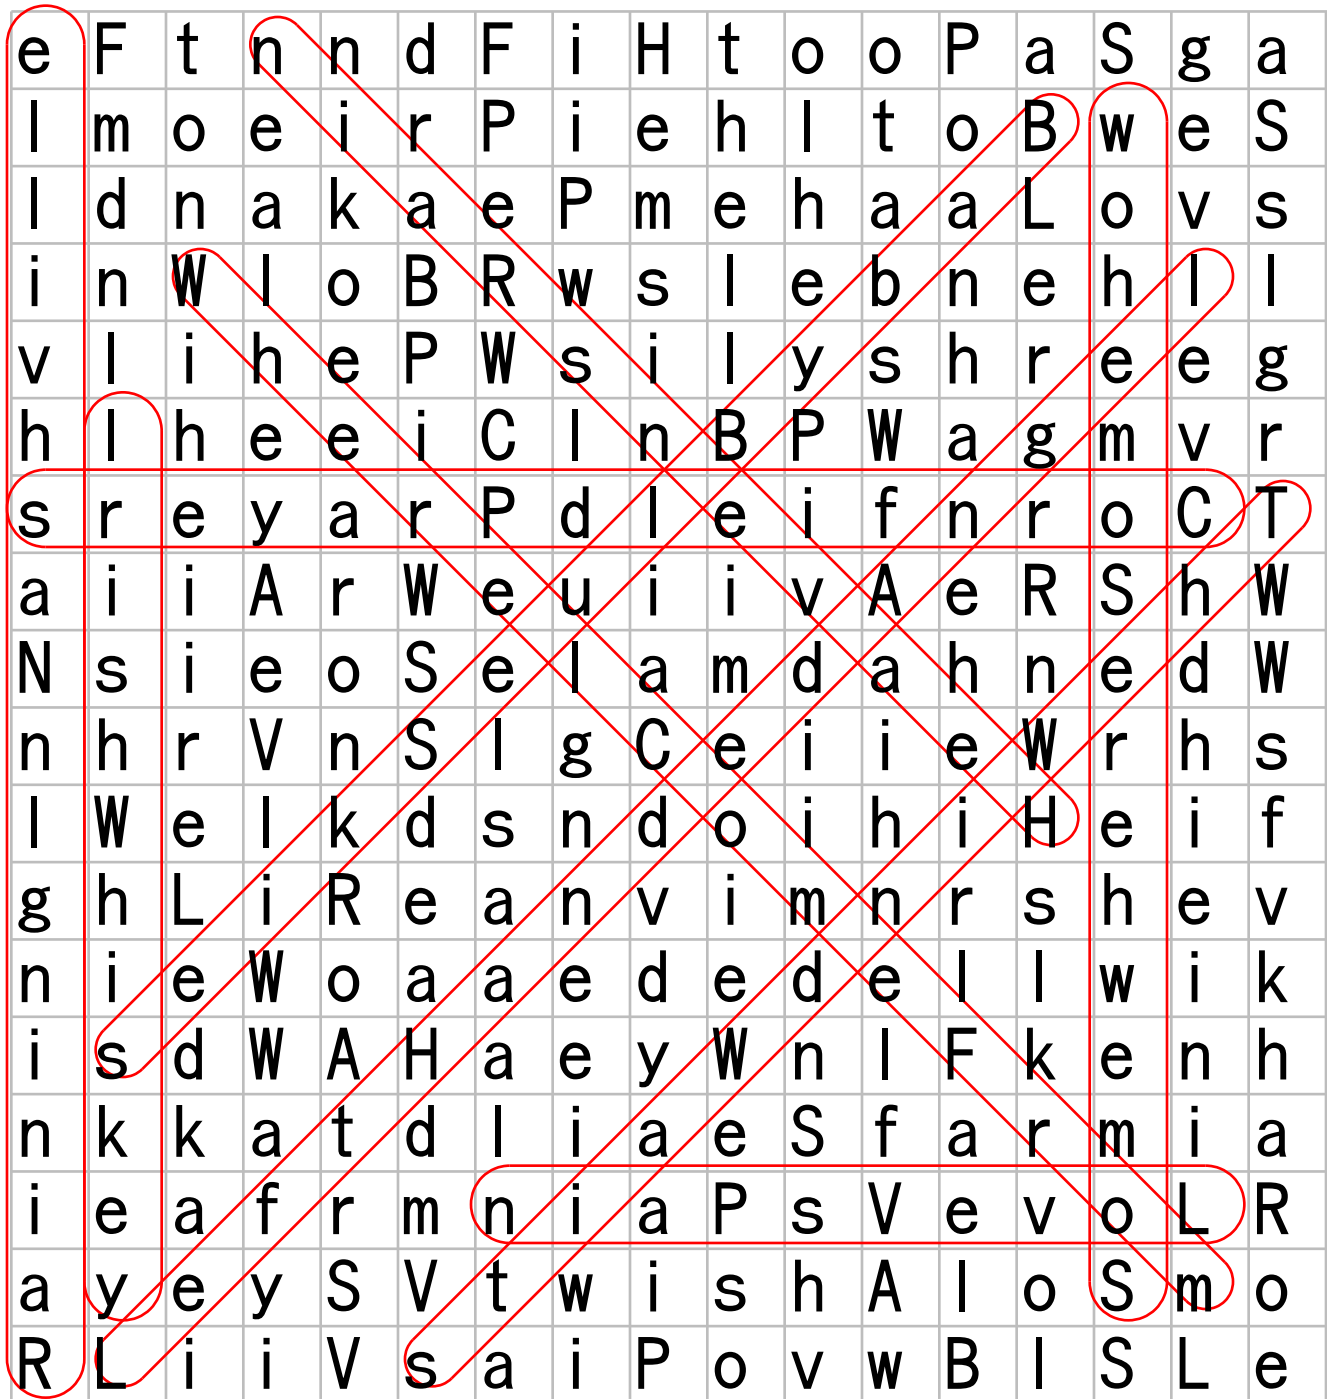 e F t n n d F i H t o o P a S g a
l m o e i r P i e h l t o B w e S
l d n a k a e P m e h a a L o v s
i n W l o B R w s l e b n e h l l
v l i h e P W s i l y s h r e e g
h l h e e i C l n B P W a g m v r
s r e y a r P d l e i f n r o C T
a i i A r W e u i i v A e R S h W
N s i e o S e l a m d a h n e d W
n h r V n S l g C e i i e W r h s
l W e l k d s n d o i h i H e i f
g h L i R e a n v i m n r s h e v
n i e W o a a e d e d e l l w i k
i s d W A H a e y W n l F k e n h
n k k a t d l i a e S f a r m i a
i e a f r m n i a P s V e v o L R
a y e y S V t w i s h A l o S m o
R L i i V s a i P o v w B l S L e